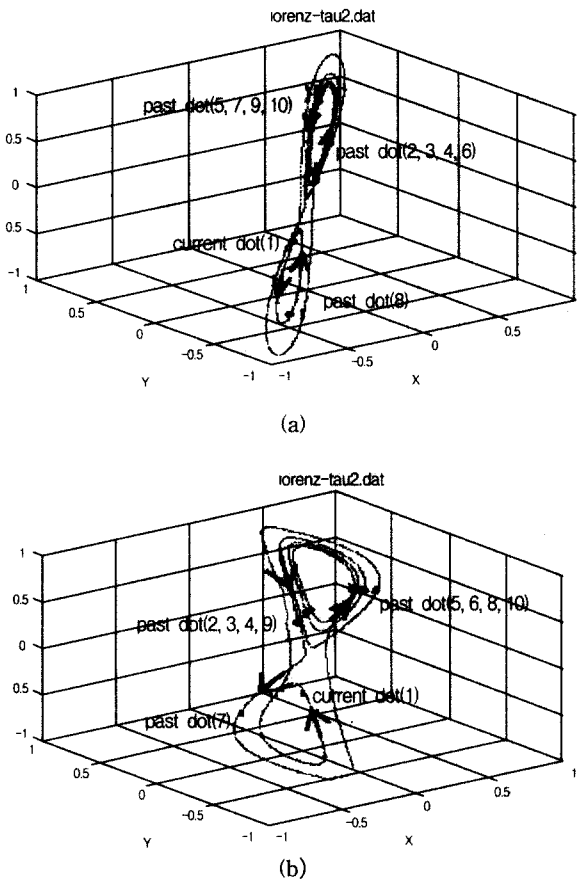 lorenz-tau2.dat
past dot(5, 7, 9, 10)
past dot(2, 3, 4, 6)
current dot(1)
past dot(8)
1
0.5
0
0.5
-1
1
0.5
0
-0.5
-1
-1
-0.5
0
0.5
Y
X
(a)
lorenz-tau2.dat
past dot(5, 6, 8, 10)
past dot(2, 3, 4, 9)
current dot(1)
past dot(7)
1
0.5
0
-0.5
-1
1
0.5
0
-0.5
-1
-1
-0.5
0
0.5
1
Y
X
(b)